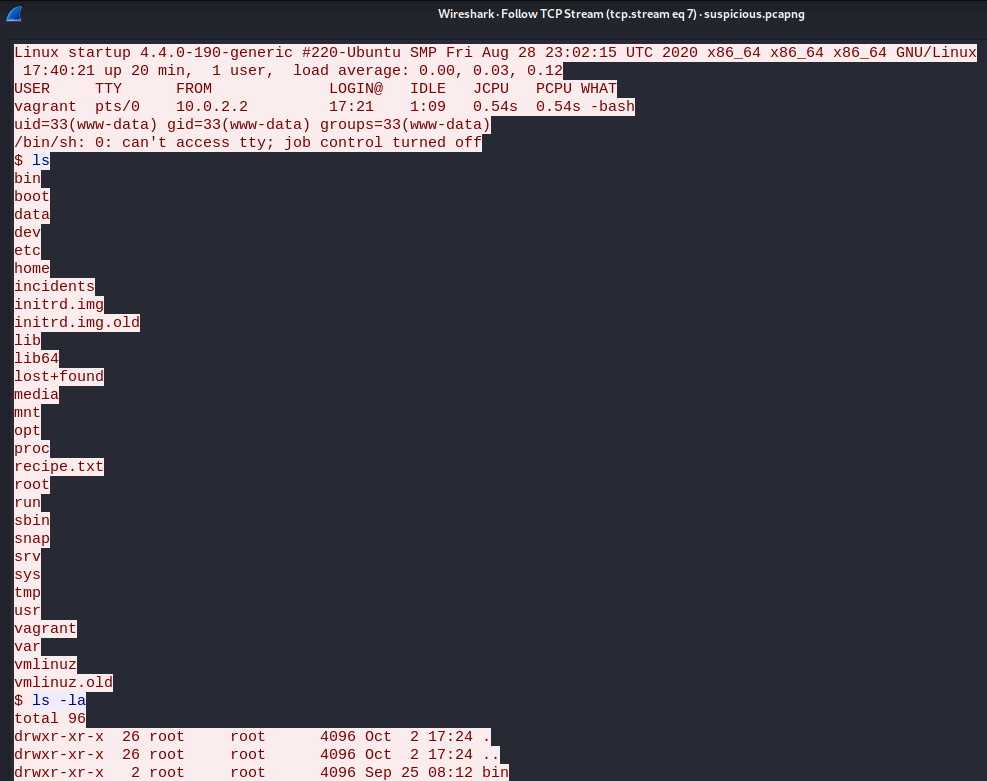 Wireshark · Follow TCP Stream (tcp.stream eq 7) · suspicious.pcapng
Linux startup 4.4.0-190-generic #220-Ubuntu SMP Fri Aug 28 23:02:15 UTC 2020 x86_64 x86_64 x86_64 GNU/Linux
 17:40:21 up 20 min,  1 user,  load average: 0.00, 0.03, 0.12
USER     TTY      FROM             LOGIN@   IDLE   JCPU   PCPU WHAT
vagrant  pts/0    10.0.2.2         17:21    1:09   0.54s  0.54s -bash
uid=33(www-data) gid=33(www-data) groups=33(www-data)
/bin/sh: 0: can't access tty; job control turned off
$ ls
bin
boot
data
dev
etc
home
incidents
initrd.img
initrd.img.old
lib
lib64
lost+found
media
mnt
opt
proc
recipe.txt
root
run
sbin
snap
srv
sys
tmp
usr
vagrant
var
vmlinuz
vmlinuz.old
$ ls -la
total 96
drwxr-xr-x  26 root     root      4096 Oct  2 17:24 .
drwxr-xr-x  26 root     root      4096 Oct  2 17:24 ..
drwxr-xr-x   2 root     root      4096 Sep 25 08:12 bin